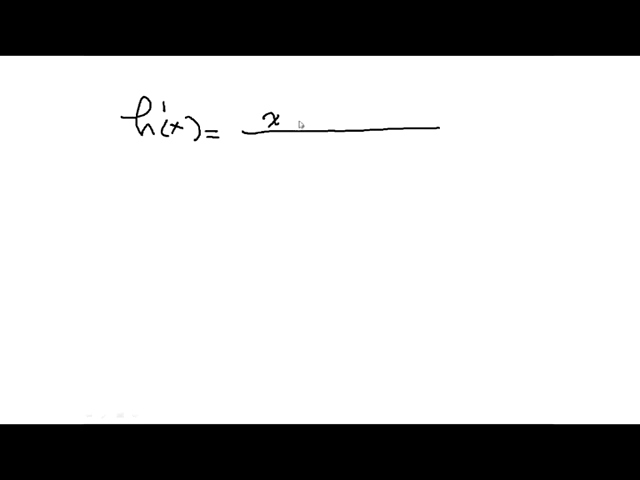 h'(x) = x